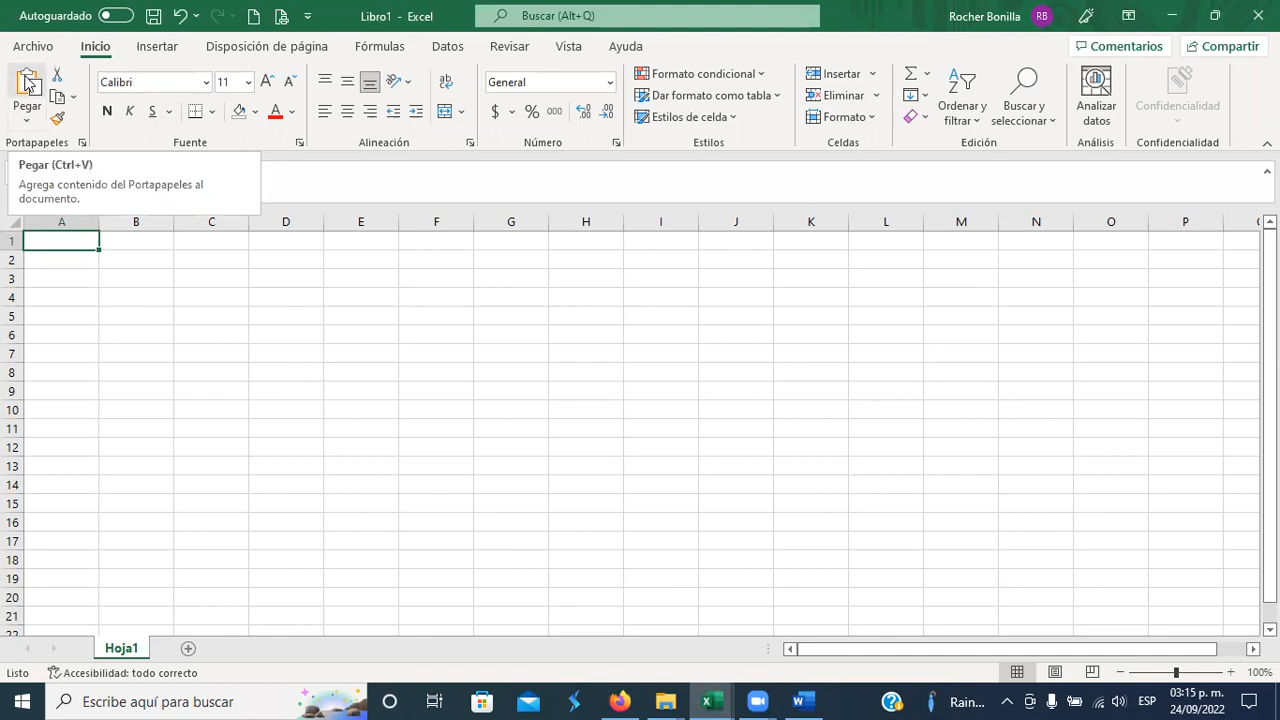 Autoguardado
Libro1 - Excel
Buscar (Alt+Q)
Rocher Bonilla
RB
Archivo
Inicio
Insertar
Disposición de página
Fórmulas
Datos
Revisar
Vista
Ayuda
Comentarios
Compartir
Pegar
Calibri
11
General
Formato condicional
Dar formato como tabla
Estilos de celda
Insertar
Eliminar
Formato
Ordenar y filtrar
Buscar y seleccionar
Analizar datos
Confidencialidad
N K S
$ % 000
Portapapeles
Fuente
Alineación
Número
Estilos
Celdas
Edición
Análisis
Confidencialidad
Pegar (Ctrl+V)
Agrega contenido del Portapapeles al
documento.
A B C D E F G H I J K L M N O P
1
2
3
4
5
6
7
8
9
10
11
12
13
14
15
16
17
18
19
20
21
22
Hoja1
Listo
Accesibilidad: todo correcto
100%
Escribe aquí para buscar
Rain...
ESP
03:15 p. m.
24/09/2022